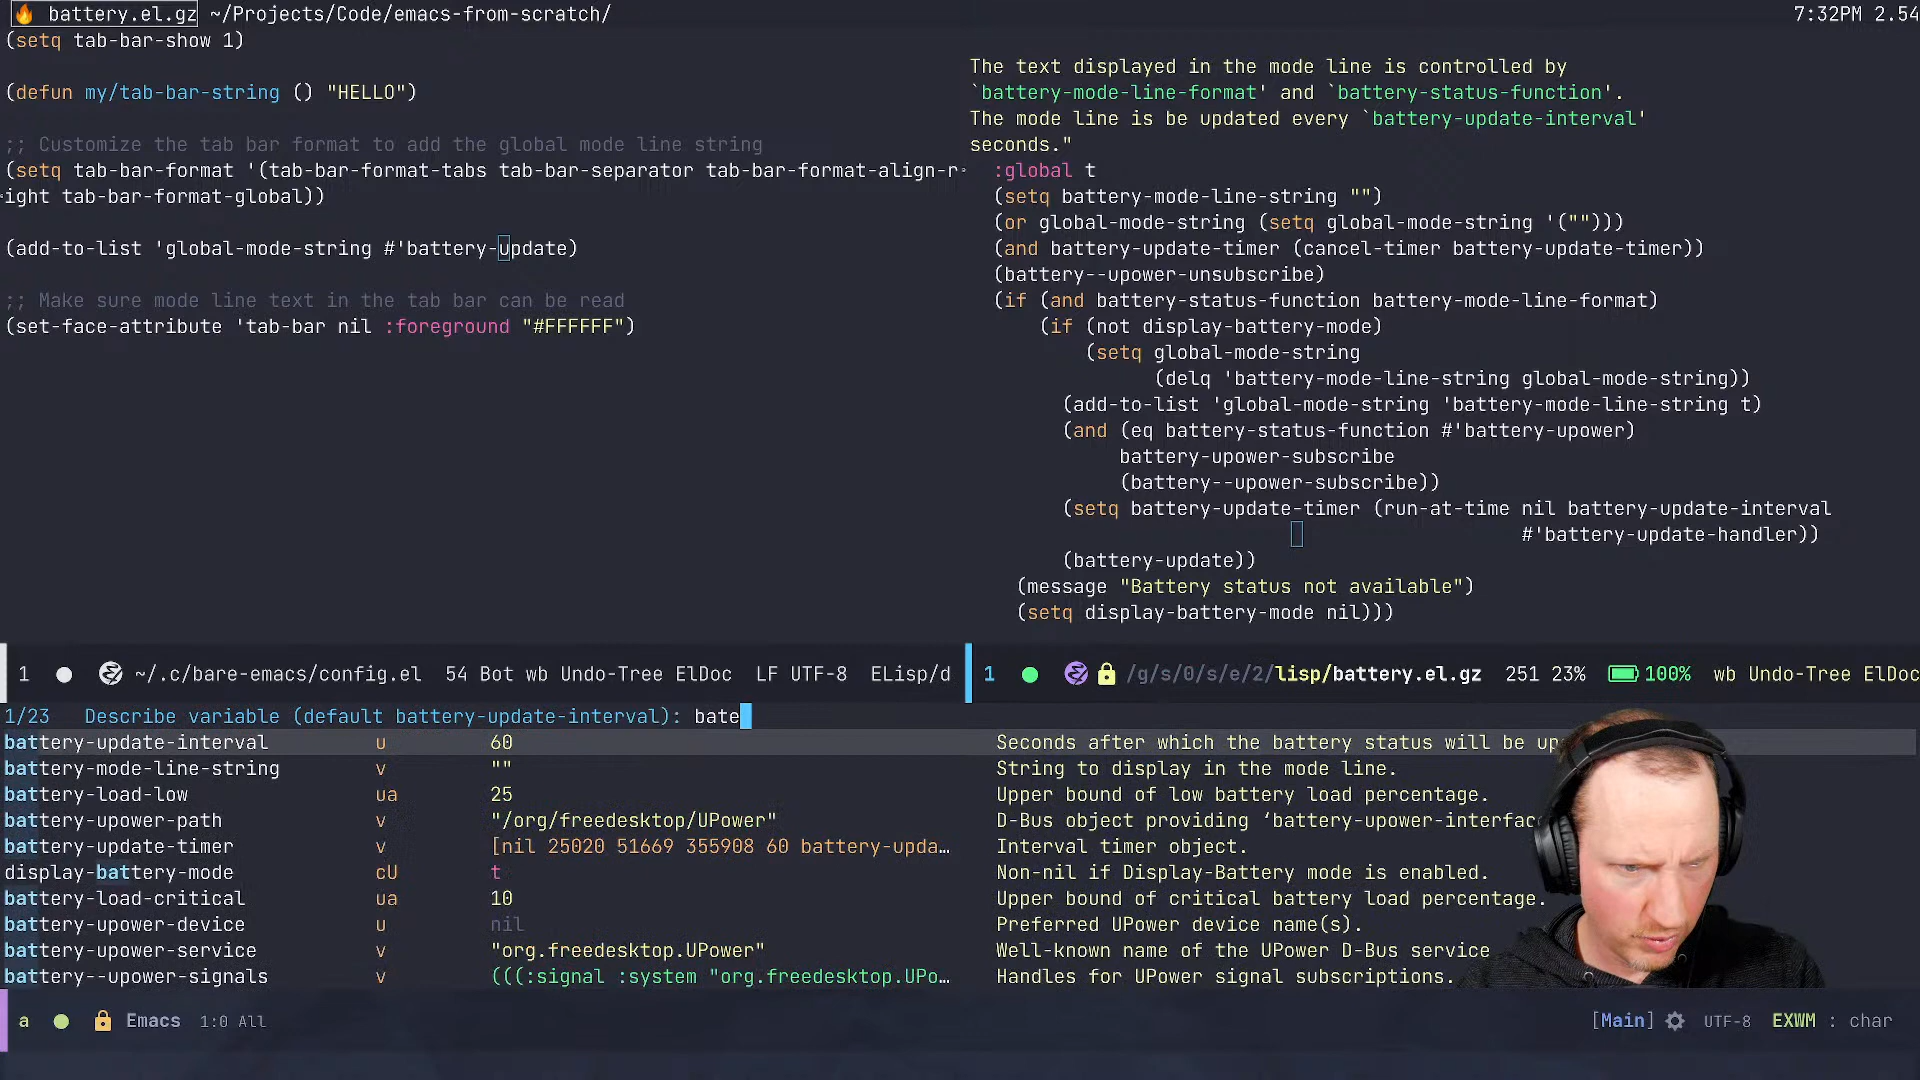 battery.el.gz ~/Projects/Code/emacs-from-scratch/ 7:32PM 2.54
(setq tab-bar-show 1)
(defun my/tab-bar-string () "HELLO")
;; Customize the tab bar format to add the global mode line string
(setq tab-bar-format '(tab-bar-format-tabs tab-bar-separator tab-bar-format-align-r
ight tab-bar-format-global))
(add-to-list 'global-mode-string #'battery-update)
;; Make sure mode line text in the tab bar can be read
(set-face-attribute 'tab-bar nil :foreground "#FFFFFF")
The text displayed in the mode line is controlled by
`battery-mode-line-format' and `battery-status-function'.
The mode line is be updated every `battery-update-interval'
seconds."
:global t
(setq battery-mode-line-string "")
(or global-mode-string (setq global-mode-string '("")))
(and battery-update-timer (cancel-timer battery-update-timer))
(battery--upower-unsubscribe)
(if (and battery-status-function battery-mode-line-format)
(if (not display-battery-mode)
(setq global-mode-string
(delq 'battery-mode-line-string global-mode-string))
(add-to-list 'global-mode-string 'battery-mode-line-string t)
(and (eq battery-status-function #'battery-upower)
battery-upower-subscribe
(battery--upower-subscribe))
(setq battery-update-timer (run-at-time nil battery-update-interval
#'battery-update-handler))
(battery-update))
(message "Battery status not available")
(setq display-battery-mode nil)))
1 ~/.c/bare-emacs/config.el 54 Bot wb Undo-Tree ElDoc LF UTF-8 ELisp/d
1 /g/s/0/s/e/2/lisp/battery.el.gz 251 23% 100% wb Undo-Tree ElDoc
1/23 Describe variable (default battery-update-interval): bate
battery-update-interval u 60 Seconds after which the battery status will be up
battery-mode-line-string v "" String to display in the mode line.
battery-load-low ua 25 Upper bound of low battery load percentage.
battery-upower-path v "/org/freedesktop/UPower" D-Bus object providing ‘battery-upower-interfac
battery-update-timer v [nil 25020 51669 355908 60 battery-upda… Interval timer object.
display-battery-mode cU t Non-nil if Display-Battery mode is enabled.
battery-load-critical ua 10 Upper bound of critical battery load percentage.
battery-upower-device u nil Preferred UPower device name(s).
battery-upower-service v "org.freedesktop.UPower" Well-known name of the UPower D-Bus service
battery--upower-signals v (((:signal :system "org.freedesktop.UPo… Handles for UPower signal subscriptions.
a Emacs 1:0 All [Main] UTF-8 EXWM : char